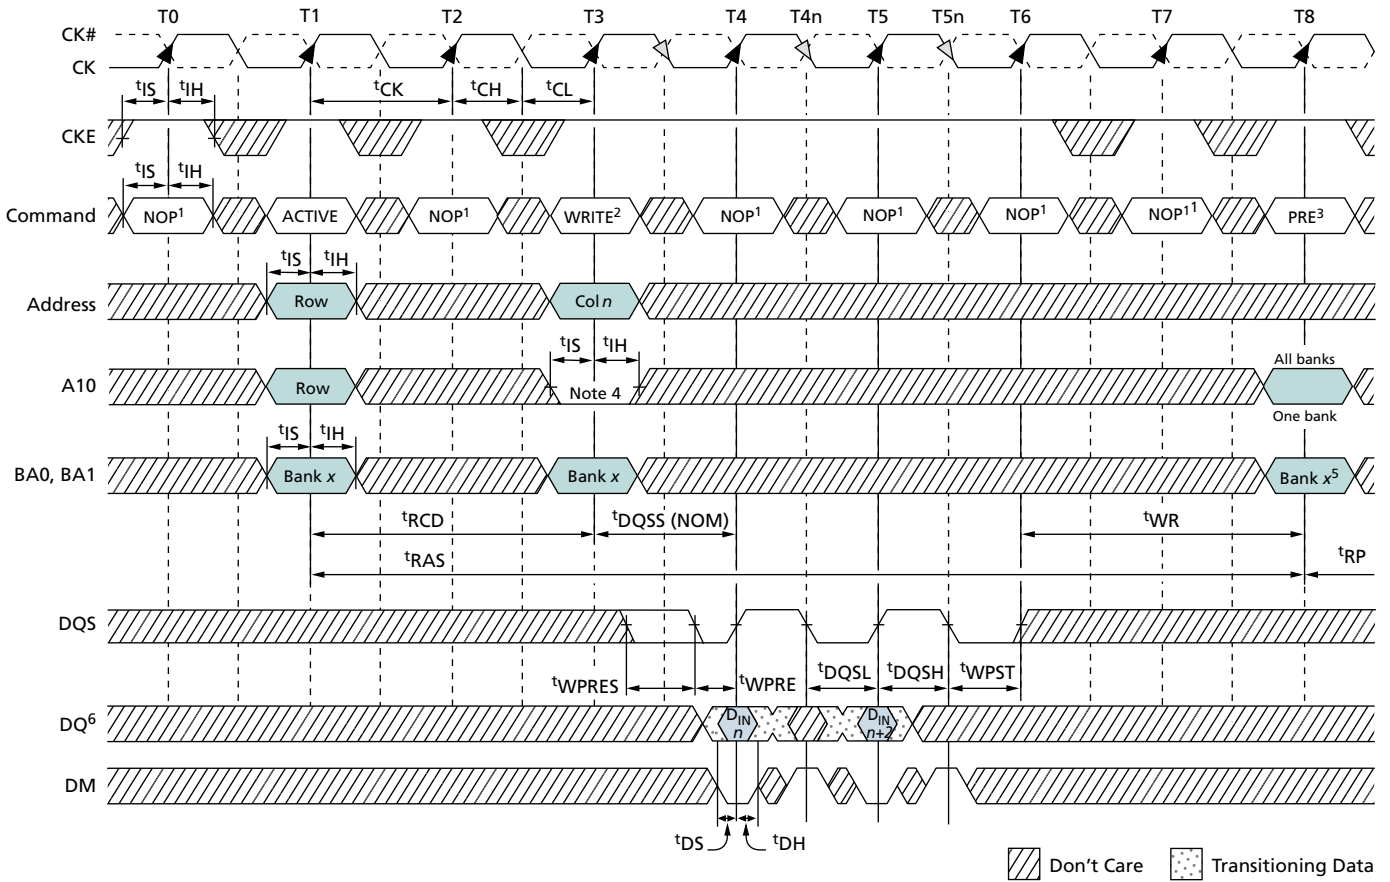 T0 T1 T2 T3 T4 T4n T5 T5n T6 T7 T8
CK#
CK
tIS tIH tCK tCH tCL
CKE
tIS tIH
Command NOP1 ACTIVE NOP1 WRITE2 NOP1 NOP1 NOP1 NOP11 PRE3
tIS tIH
Address Row Col n
tIS tIH
All banks
A10 Row Note 4
One bank
tIS tIH
BA0, BA1 Bank x Bank x Bank x5
tRCD tDQSS (NOM) tWR
tRAS tRP
DQS
tWPRES tWPRE tDQSL tDQSH tWPST
DQ6 DIN n DIN n+2
DM
tDS tDH
Don't Care Transitioning Data